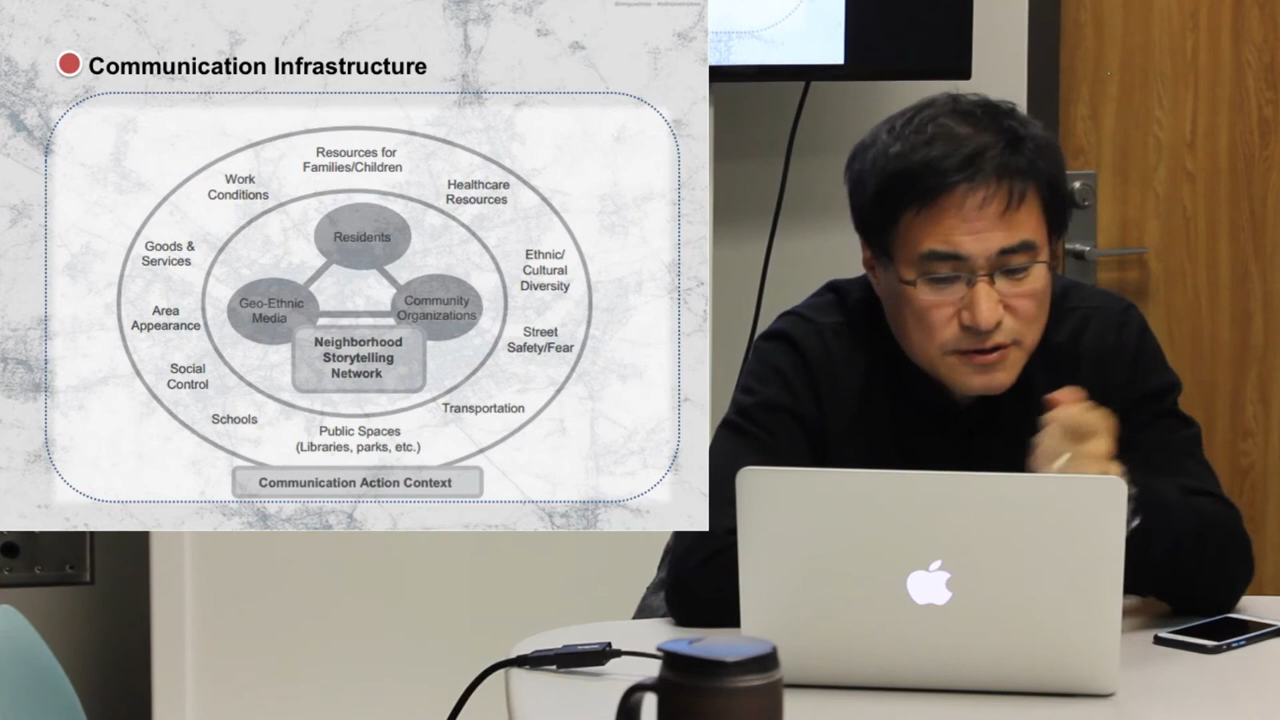 Communication Infrastructure
Resources for
Families/Children
Work
Conditions
Healthcare
Resources
Goods &
Services
Residents
Ethnic/
Cultural
Diversity
Geo-Ethnic
Media
Community
Organizations
Area
Appearance
Street
Safety/Fear
Neighborhood
Storytelling
Network
Social
Control
Schools
Transportation
Public Spaces
(Libraries, parks, etc.)
Communication Action Context